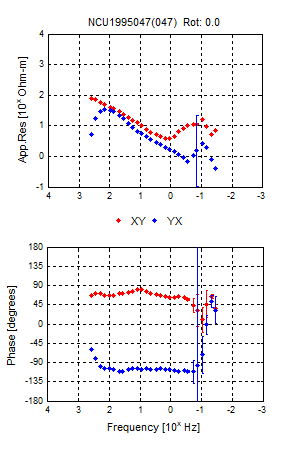 NCU1995047(047) Rot: 0.0
App.Res [10ˣ Ohm-m]
4
3
2
1
0
-1
4 3 2 1 0 -1 -2 -3
XY YX
Phase [degrees]
180
135
90
45
0
-45
-90
-135
-180
4 3 2 1 0 -1 -2 -3
Frequency [10ˣ Hz]